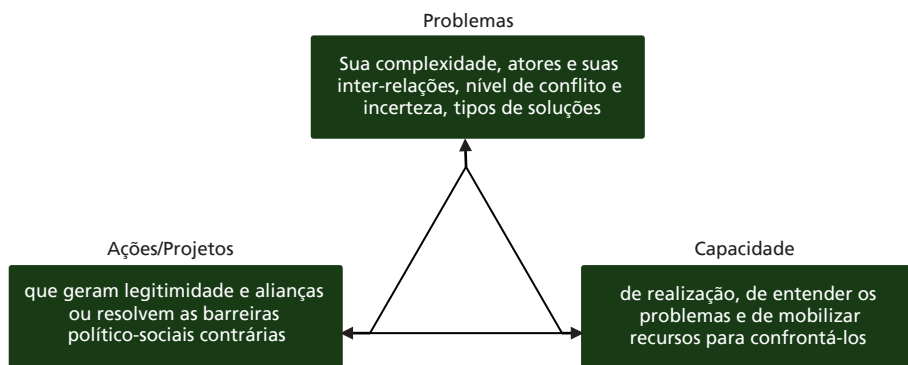 Problemas
Sua complexidade, atores e suas
inter-relações, nível de conflito e
incerteza, tipos de soluções
Ações/Projetos
que geram legitimidade e alianças
ou resolvem as barreiras
político-sociais contrárias
Capacidade
de realização, de entender os
problemas e de mobilizar
recursos para confrontá-los